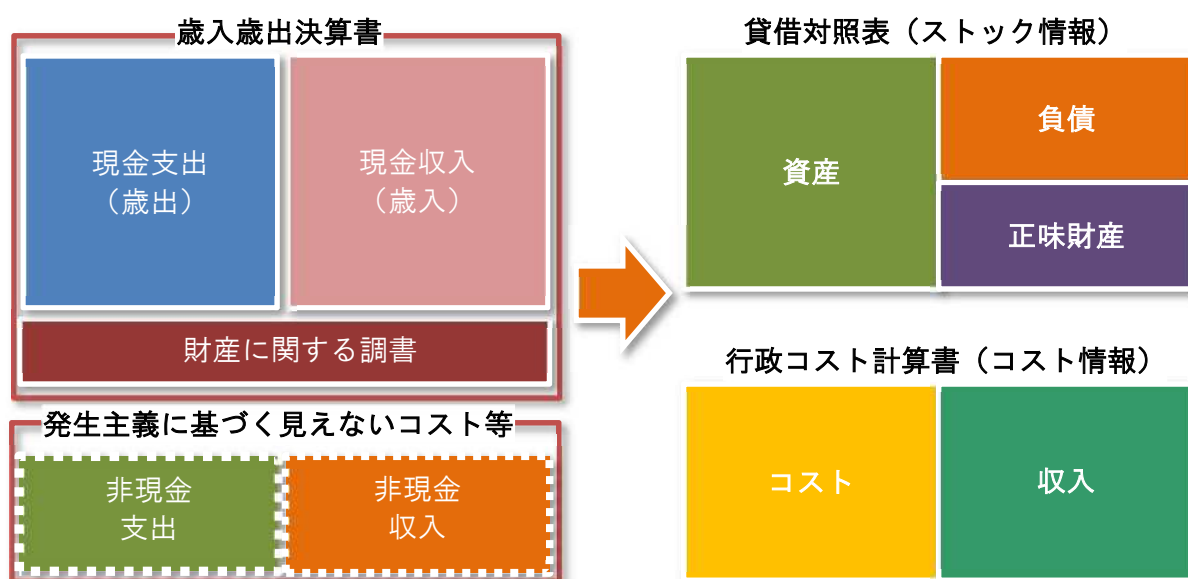 歳入歳出決算書
現金支出
（歳出）
現金収入
（歳入）
財産に関する調書
発生主義に基づく見えないコスト等
非現金
支出
非現金
収入
貸借対照表（ストック情報）
資産
負債
正味財産
行政コスト計算書（コスト情報）
コスト
収入